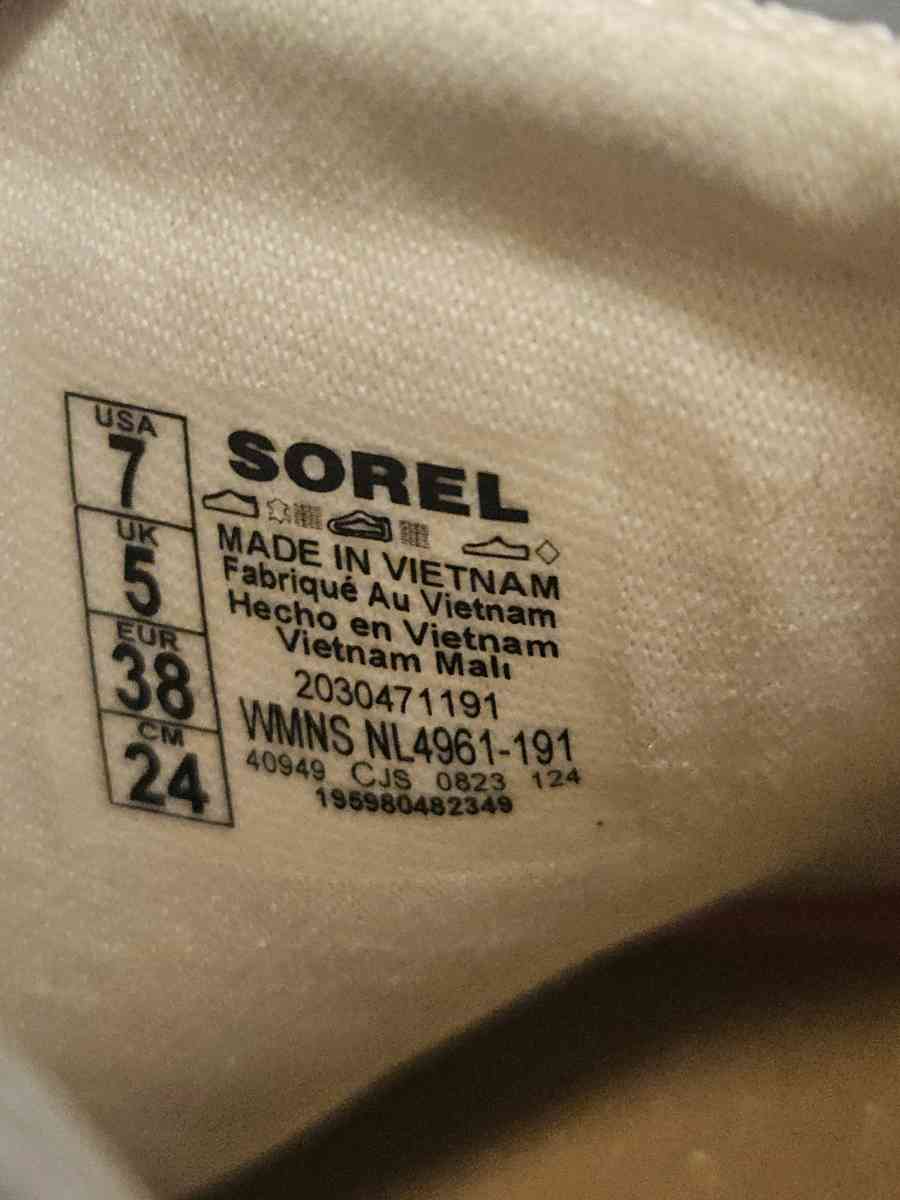 USA
7
UK
5
EUR
38
CM
24
SOREL
MADE IN VIETNAM
Fabriqué Au Vietnam
Hecho en Vietnam
Vietnam Malı
2030471191
WMNS NL4961-191
40949 CJS 0823 124
195980482349